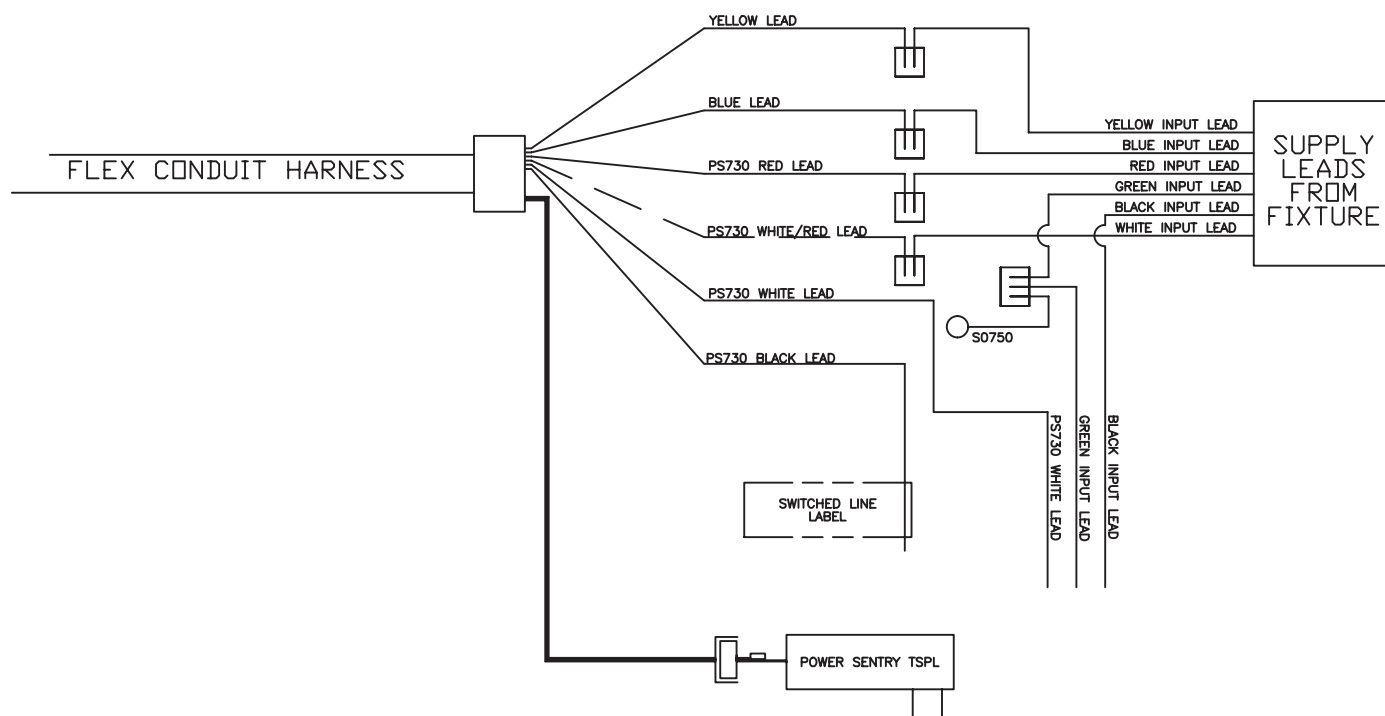 YELLOW LEAD
BLUE LEAD
YELLOW INPUT LEAD
BLUE INPUT LEAD
PS730 RED LEAD
RED INPUT LEAD
GREEN INPUT LEAD
BLACK INPUT LEAD
WHITE INPUT LEAD
SUPPLY
LEADS
FROM
FIXTURE
FLEX CONDUIT HARNESS
PS730 WHITE/RED LEAD
PS730 WHITE LEAD
SO750
PS730 BLACK LEAD
PS730 WHITE LEAD
GREEN INPUT LEAD
BLACK INPUT LEAD
SWITCHED LINE
LABEL
POWER SENTRY TSPL